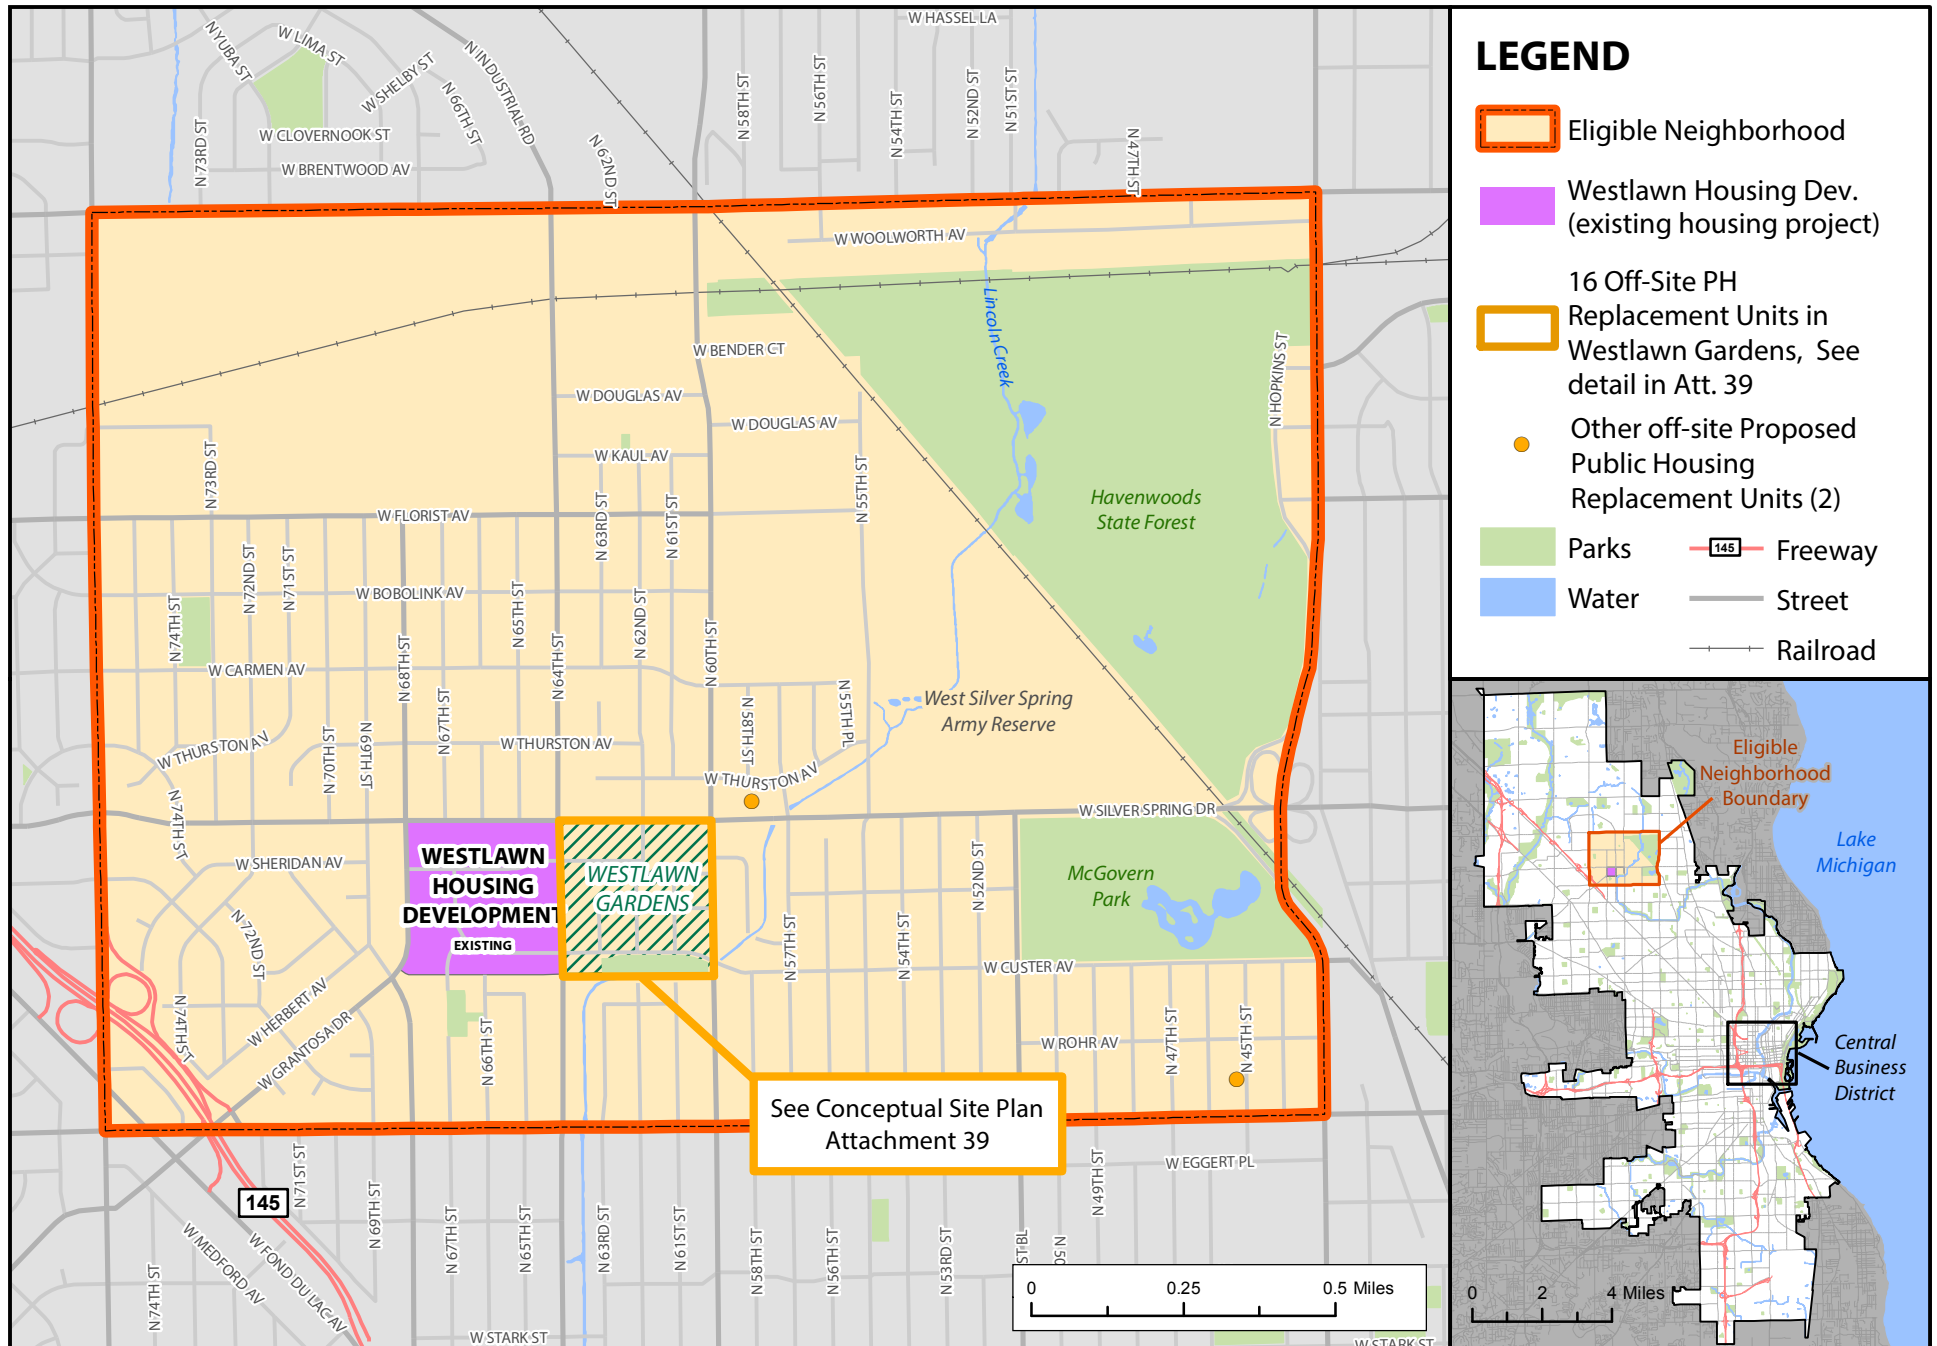 W HASSEL LA
N YUBA ST
W LIMA ST
W SHELBY ST
N INDUSTRIAL RD
N 66TH ST
W CLOVERNOOK ST
W BRENTWOOD AV
N 73RD ST
N 62ND ST
N 58TH ST
N 56TH ST
N 54TH ST
N 52ND ST
N 51ST ST
N 47TH ST
W WOOLWORTH AV
Lincoln Creek
W BENDER CT
N HOPKINS ST
W DOUGLAS AV
W DOUGLAS AV
W KAUL AV
N 73RD ST
N 63RD ST
N 61ST ST
N 55TH ST
Havenwoods
State Forest
W FLORIST AV
N 72ND ST
N 71ST ST
W BOBOLINK AV
N 74TH ST
N 65TH ST
N 62ND ST
N 68TH ST
N 64TH ST
N 60TH ST
W CARMEN AV
N 67TH ST
N 58TH ST
N 55TH PL
West Silver Spring
Army Reserve
W THURSTON AV
N 70TH ST
N 69TH ST
W THURSTON AV
W THURSTON AV
W SILVER SPRING DR
N 74TH ST
W SHERIDAN AV
WESTLAWN
HOUSING
DEVELOPMENT
EXISTING
WESTLAWN
GARDENS
N 52ND ST
McGovern
Park
N 72ND ST
N 57TH ST
N 54TH ST
W CUSTER AV
W HERBERT AV
N 74TH ST
W GRANTOSA DR
N 66TH ST
W ROHR AV
N 47TH ST
N 45TH ST
See Conceptual Site Plan
Attachment 39
145
N 71ST ST
N 69TH ST
N 67TH ST
N 65TH ST
N 63RD ST
N 61ST ST
N 58TH ST
N 56TH ST
N 53RD ST
ST BL
N 50
N 49TH ST
W EGGERT PL
W MEDFORD AV
W FOND DU LAC AV
N 74TH ST
W STARK ST
W STARK ST
0 0.25 0.5 Miles
LEGEND
Eligible Neighborhood
Westlawn Housing Dev.
(existing housing project)
16 Off-Site PH
Replacement Units in
Westlawn Gardens, See
detail in Att. 39
Other off-site Proposed
Public Housing
Replacement Units (2)
Parks
145 Freeway
Water
Street
Railroad
Eligible
Neighborhood
Boundary
Lake
Michigan
Central
Business
District
0 2 4 Miles